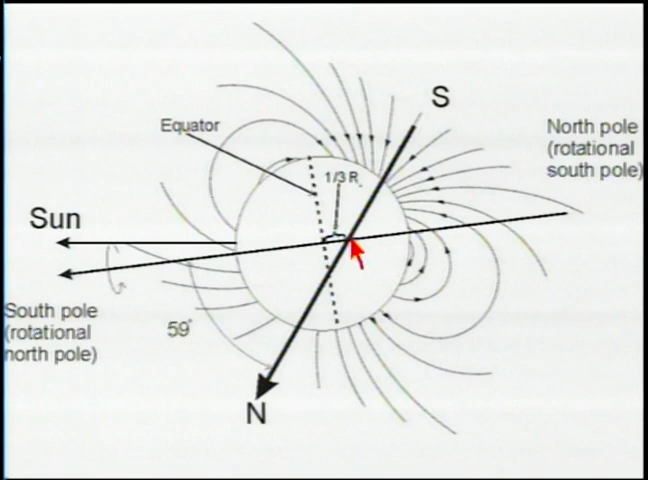 S
North pole
(rotational
south pole)
Equator
1/3 R
Sun
South pole
(rotational
north pole)
59°
N